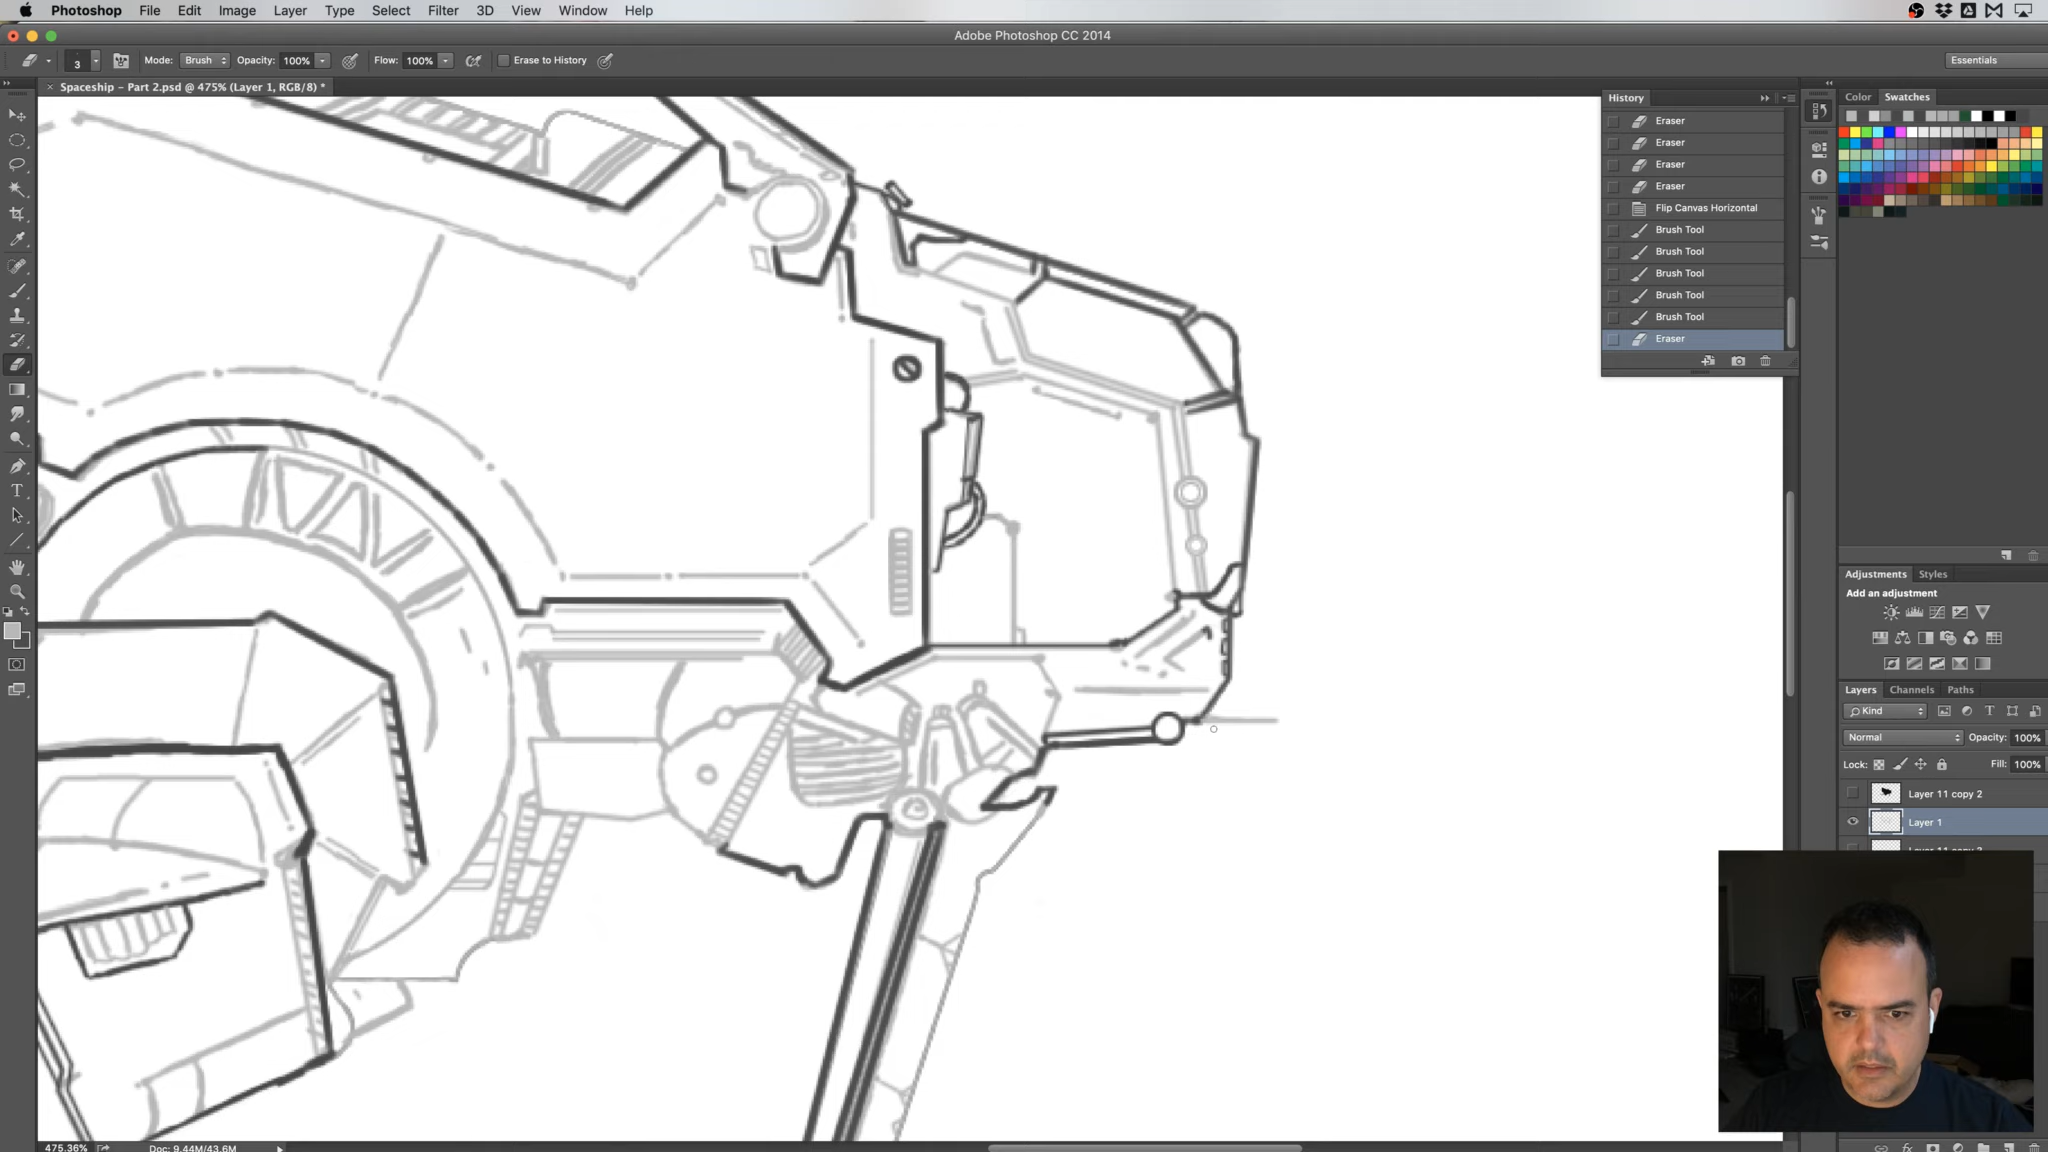 Photoshop File Edit Image Layer Type Select Filter 3D View Window Help
Adobe Photoshop CC 2014
3 Mode: Brush Opacity: 100% Flow: 100% Erase to History Essentials
× Spaceship – Part 2.psd @ 475% (Layer 1, RGB/8) *
History
Eraser
Eraser
Eraser
Eraser
Flip Canvas Horizontal
Brush Tool
Brush Tool
Brush Tool
Brush Tool
Brush Tool
Eraser
Color Swatches
Adjustments Styles
Add an adjustment
Layers Channels Paths
Kind
Normal Opacity: 100%
Lock: Fill: 100%
Layer 11 copy 2
Layer 1
475.36% Doc: 9.44M/43.6M